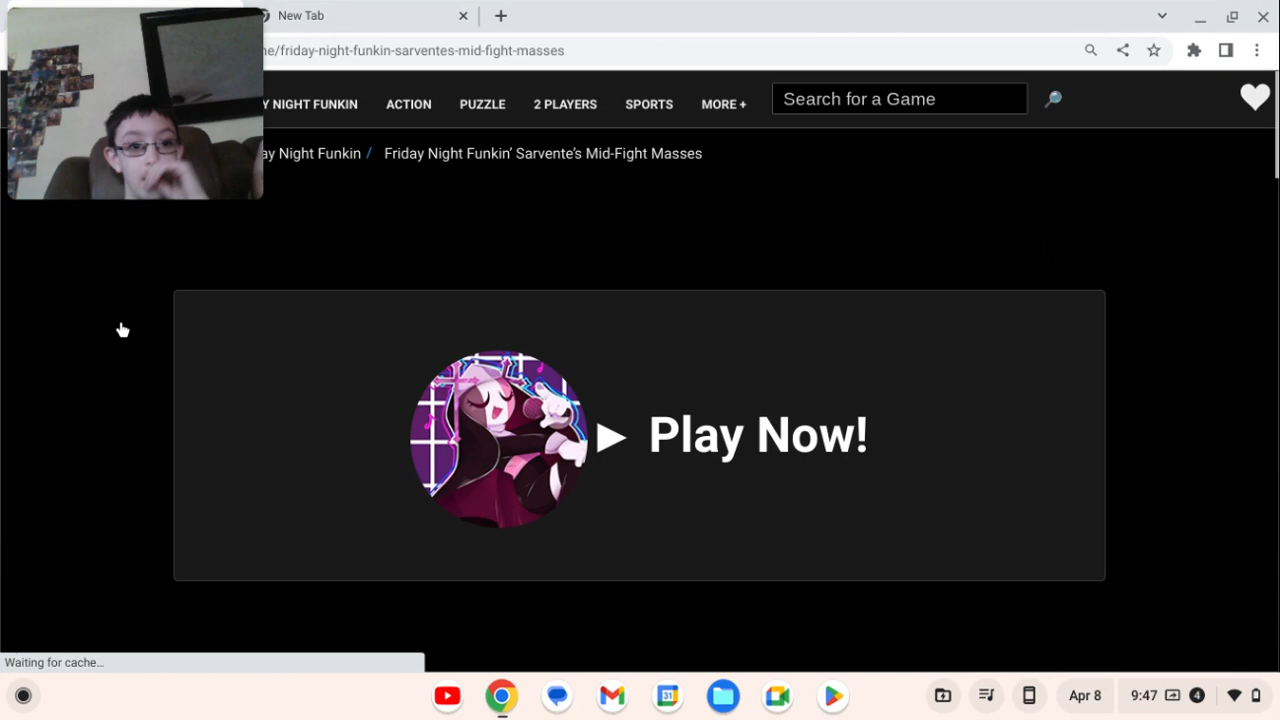 New Tab
ne/friday-night-funkin-sarventes-mid-fight-masses
Y NIGHT FUNKIN
ACTION
PUZZLE
2 PLAYERS
SPORTS
MORE +
Search for a Game
ay Night Funkin / Friday Night Funkin' Sarvente's Mid-Fight Masses
Play Now!
Waiting for cache...
31
Apr 8
9:47
4